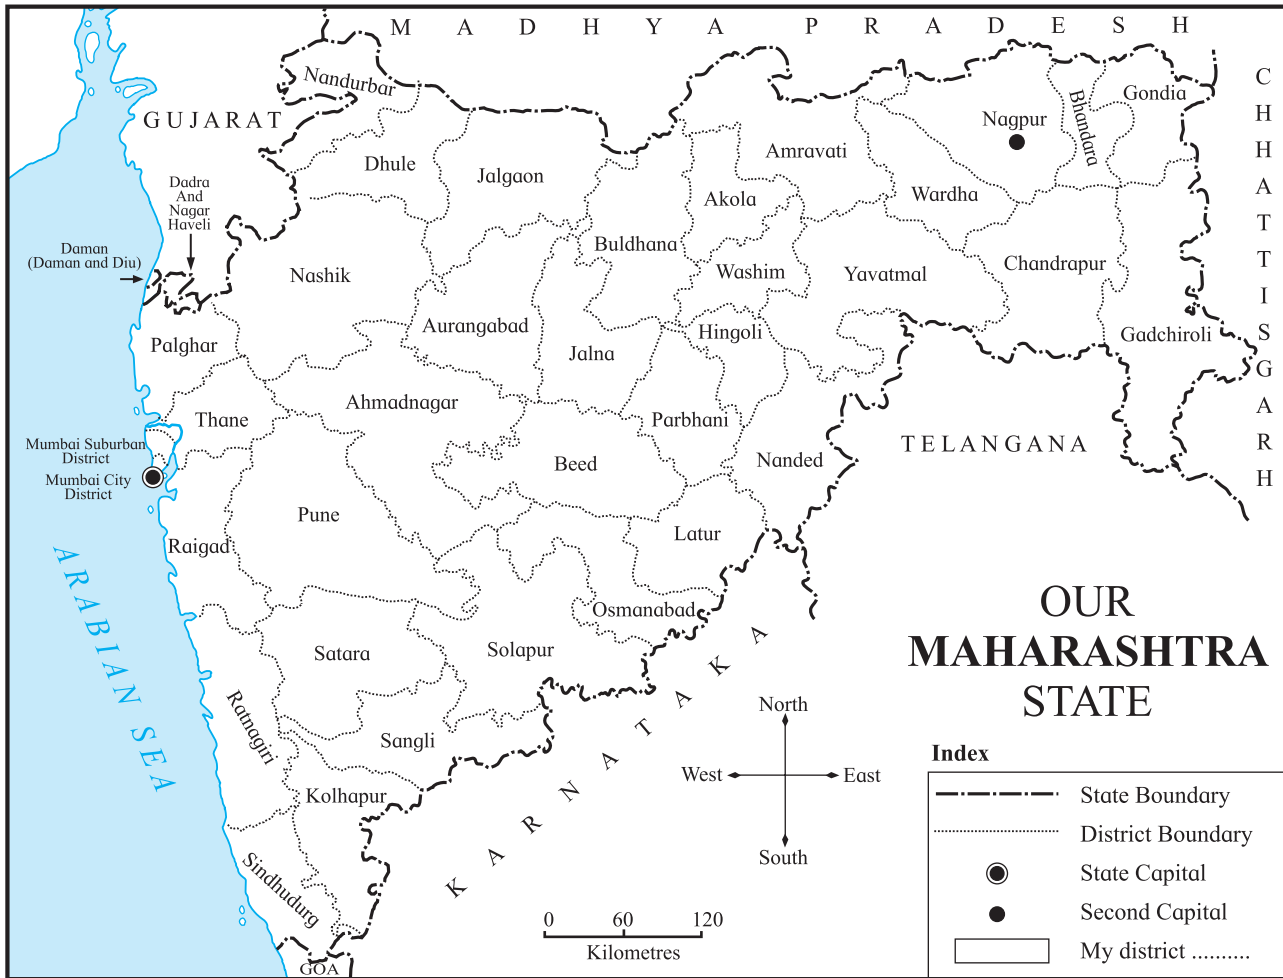 MADHYA PRADESH
CHHATTISGARH
Nandurbar
GUJARAT
Dhule
Jalgaon
Amravati
Nagpur
Bhandara
Gondia
Dadra
And
Nagar
Haveli
Akola
Wardha
Daman
(Daman and Diu)
Nashik
Buldhana
Washim
Yavatmal
Chandrapur
Palghar
Aurangabad
Jalna
Hingoli
Gadchiroli
Thane
Ahmadnagar
Parbhani
Mumbai Suburban
District
Mumbai City
District
Beed
Nanded
TELANGANA
Pune
Raigad
Latur
ARABIAN SEA
Osmanabad
Satara
Solapur
KARNATAKA
Ratnagiri
Sangli
Kolhapur
Sindhudurg
GOA
OUR
MAHARASHTRA
STATE
North
West
East
South
0 60 120
Kilometres
Index
State Boundary
District Boundary
State Capital
Second Capital
My district ..........